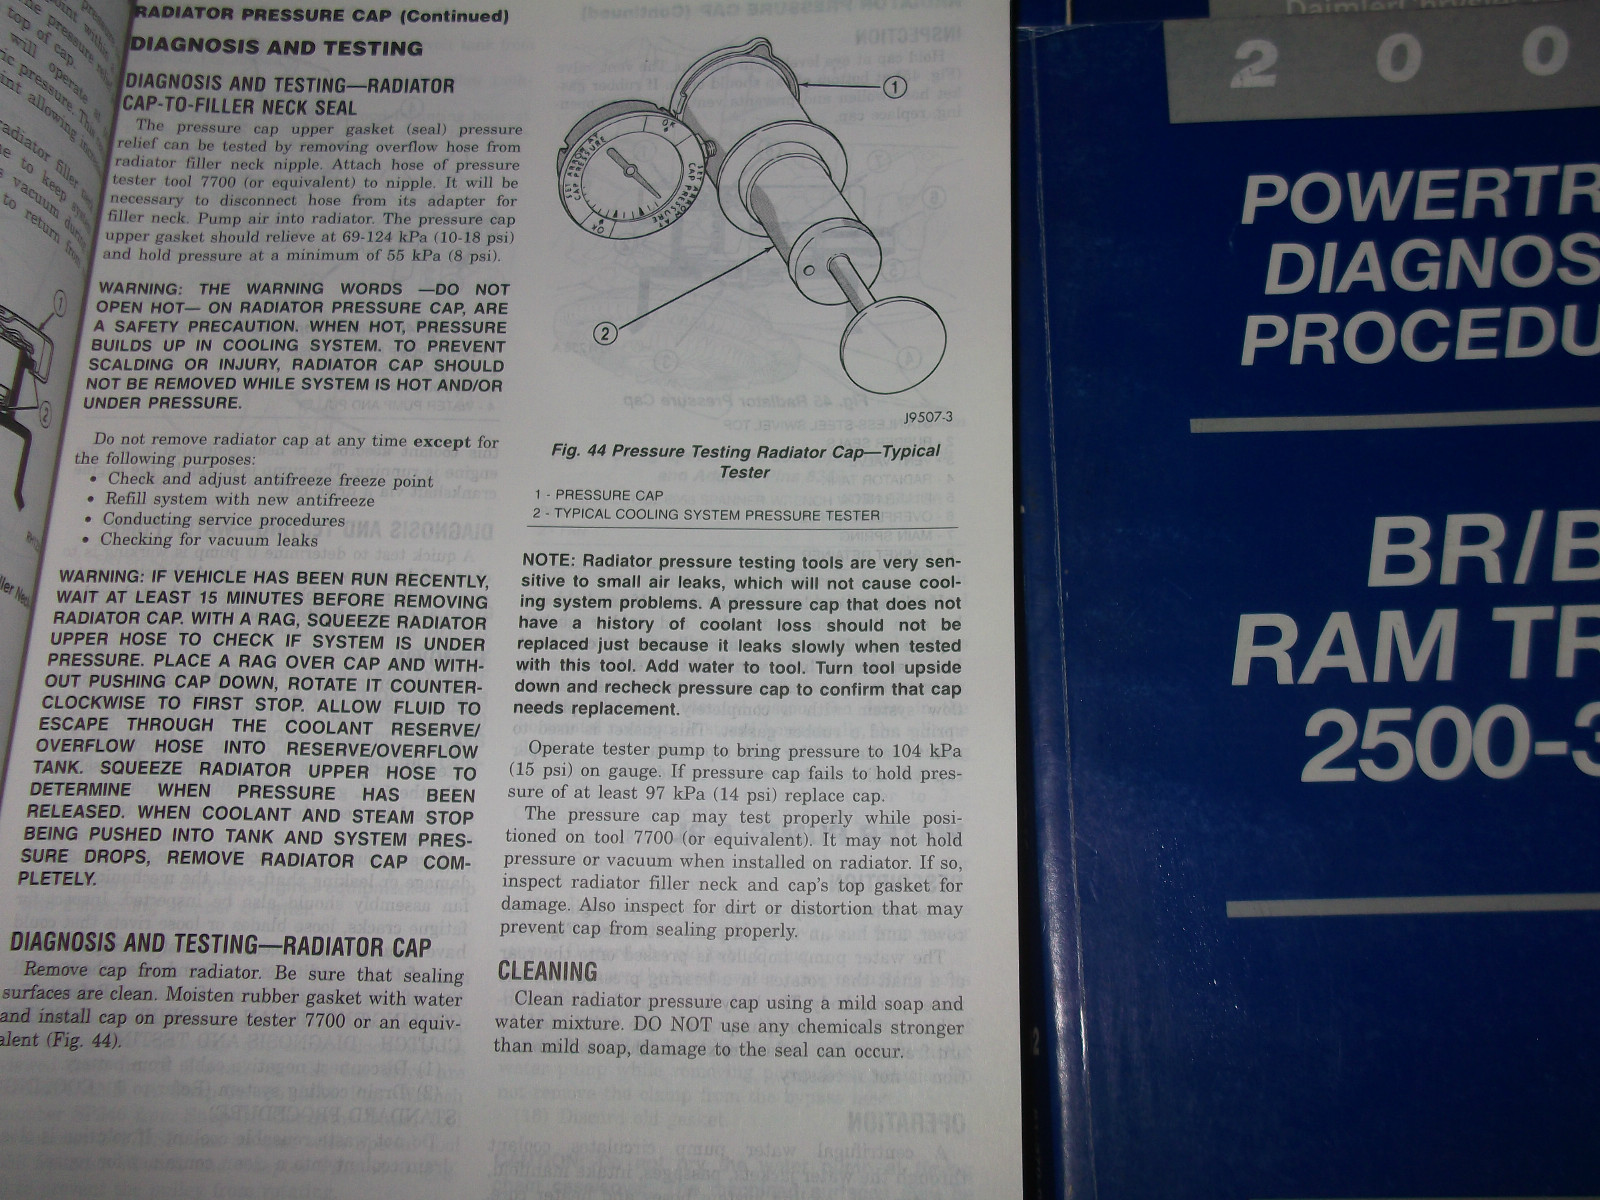 RADIATOR PRESSURE CAP (Continued)
DIAGNOSIS AND TESTING
DIAGNOSIS AND TESTING—RADIATOR
CAP-TO-FILLER NECK SEAL
The pressure cap upper gasket (seal) pressure
relief can be tested by removing overflow hose from
radiator filler neck nipple. Attach hose of pressure
tester tool 7700 (or equivalent) to nipple. It will be
necessary to disconnect hose from its adapter for
filler neck. Pump air into radiator. The pressure cap
upper gasket should relieve at 69-124 kPa (10-18 psi)
and hold pressure at a minimum of 55 kPa (8 psi).
WARNING: THE WARNING WORDS —DO NOT
OPEN HOT— ON RADIATOR PRESSURE CAP, ARE
A SAFETY PRECAUTION. WHEN HOT, PRESSURE
BUILDS UP IN COOLING SYSTEM. TO PREVENT
SCALDING OR INJURY, RADIATOR CAP SHOULD
NOT BE REMOVED WHILE SYSTEM IS HOT AND/OR
UNDER PRESSURE.
Do not remove radiator cap at any time except for
the following purposes:
• Check and adjust antifreeze freeze point
• Refill system with new antifreeze
• Conducting service procedures
• Checking for vacuum leaks
WARNING: IF VEHICLE HAS BEEN RUN RECENTLY,
WAIT AT LEAST 15 MINUTES BEFORE REMOVING
RADIATOR CAP. WITH A RAG, SQUEEZE RADIATOR
UPPER HOSE TO CHECK IF SYSTEM IS UNDER
PRESSURE. PLACE A RAG OVER CAP AND WITH-
OUT PUSHING CAP DOWN, ROTATE IT COUNTER-
CLOCKWISE TO FIRST STOP. ALLOW FLUID TO
ESCAPE THROUGH THE COOLANT RESERVE/
OVERFLOW HOSE INTO RESERVE/OVERFLOW
TANK. SQUEEZE RADIATOR UPPER HOSE TO
DETERMINE WHEN PRESSURE HAS BEEN
RELEASED. WHEN COOLANT AND STEAM STOP
BEING PUSHED INTO TANK AND SYSTEM PRES-
SURE DROPS, REMOVE RADIATOR CAP COM-
PLETELY.
DIAGNOSIS AND TESTING—RADIATOR CAP
Remove cap from radiator. Be sure that sealing
surfaces are clean. Moisten rubber gasket with water
and install cap on pressure tester 7700 or an equiv-
alent (Fig. 44).
1
OK
SET ARROW AT
CAP PRESSURE
SET ARROW AT
CAP PRESSURE
OK
2
J9507-3
Fig. 44 Pressure Testing Radiator Cap—Typical
Tester
1 - PRESSURE CAP
2 - TYPICAL COOLING SYSTEM PRESSURE TESTER
NOTE: Radiator pressure testing tools are very sen-
sitive to small air leaks, which will not cause cool-
ing system problems. A pressure cap that does not
have a history of coolant loss should not be
replaced just because it leaks slowly when tested
with this tool. Add water to tool. Turn tool upside
down and recheck pressure cap to confirm that cap
needs replacement.
Operate tester pump to bring pressure to 104 kPa
(15 psi) on gauge. If pressure cap fails to hold pres-
sure of at least 97 kPa (14 psi) replace cap.
The pressure cap may test properly while posi-
tioned on tool 7700 (or equivalent). It may not hold
pressure or vacuum when installed on radiator. If so,
inspect radiator filler neck and cap's top gasket for
damage. Also inspect for dirt or distortion that may
prevent cap from sealing properly.
CLEANING
Clean radiator pressure cap using a mild soap and
water mixture. DO NOT use any chemicals stronger
than mild soap, damage to the seal can occur.
2 0 0
POWERTR
DIAGNOS
PROCEDU
BR/B
RAM TR
2500-3